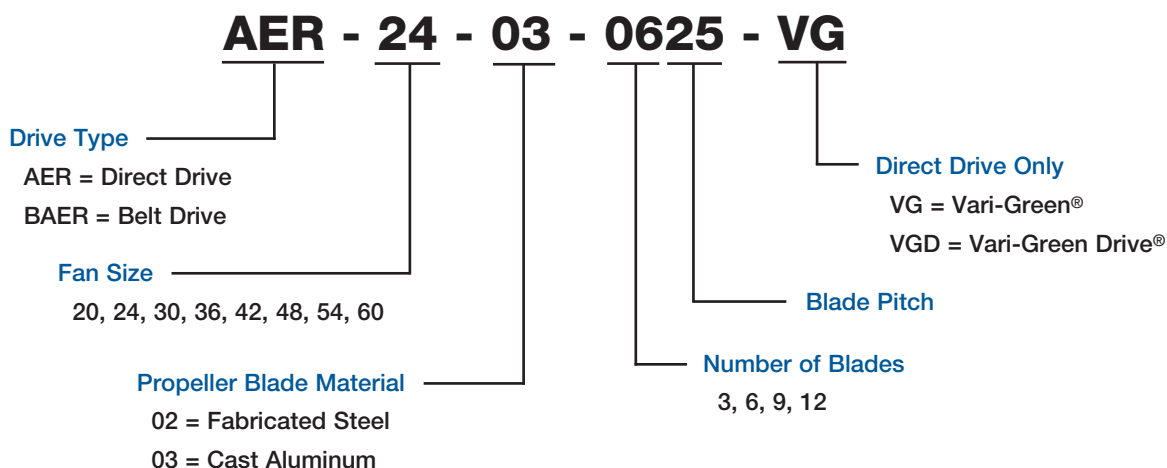 AER - 24 - 03 - 0625 - VG
Drive Type
AER = Direct Drive
BAER = Belt Drive
Fan Size
20, 24, 30, 36, 42, 48, 54, 60
Propeller Blade Material
02 = Fabricated Steel
03 = Cast Aluminum
Number of Blades
3, 6, 9, 12
Blade Pitch
Direct Drive Only
VG = Vari-Green®
VGD = Vari-Green Drive®